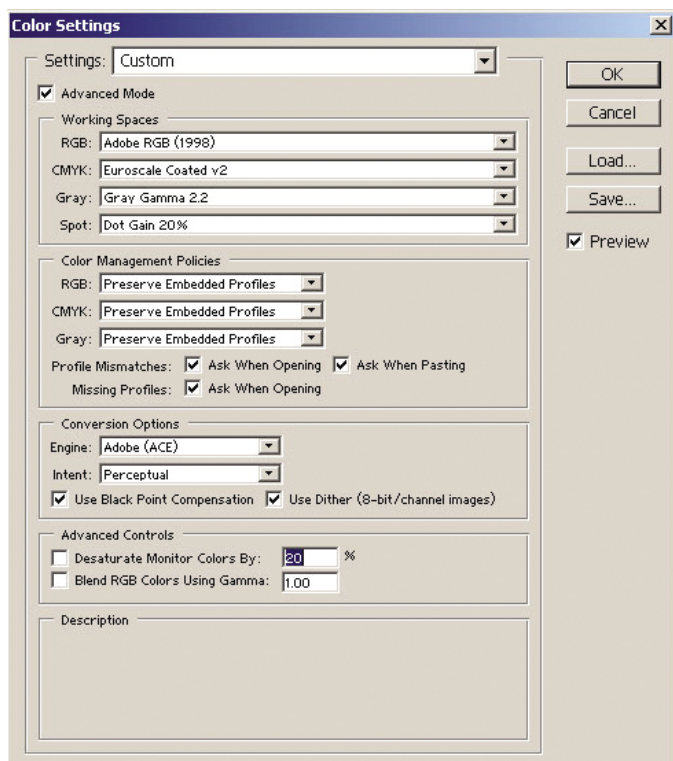 Color Settings
Settings: Custom
OK
Advanced Mode
Cancel
Working Spaces
RGB: Adobe RGB (1998)
CMYK: Euroscale Coated v2
Load...
Gray: Gray Gamma 2.2
Save...
Spot: Dot Gain 20%
Preview
Color Management Policies
RGB: Preserve Embedded Profiles
CMYK: Preserve Embedded Profiles
Gray: Preserve Embedded Profiles
Profile Mismatches: Ask When Opening Ask When Pasting
Missing Profiles: Ask When Opening
Conversion Options
Engine: Adobe (ACE)
Intent: Perceptual
Use Black Point Compensation Use Dither (8-bit/channel images)
Advanced Controls
Desaturate Monitor Colors By: 20 %
Blend RGB Colors Using Gamma: 1.00
Description